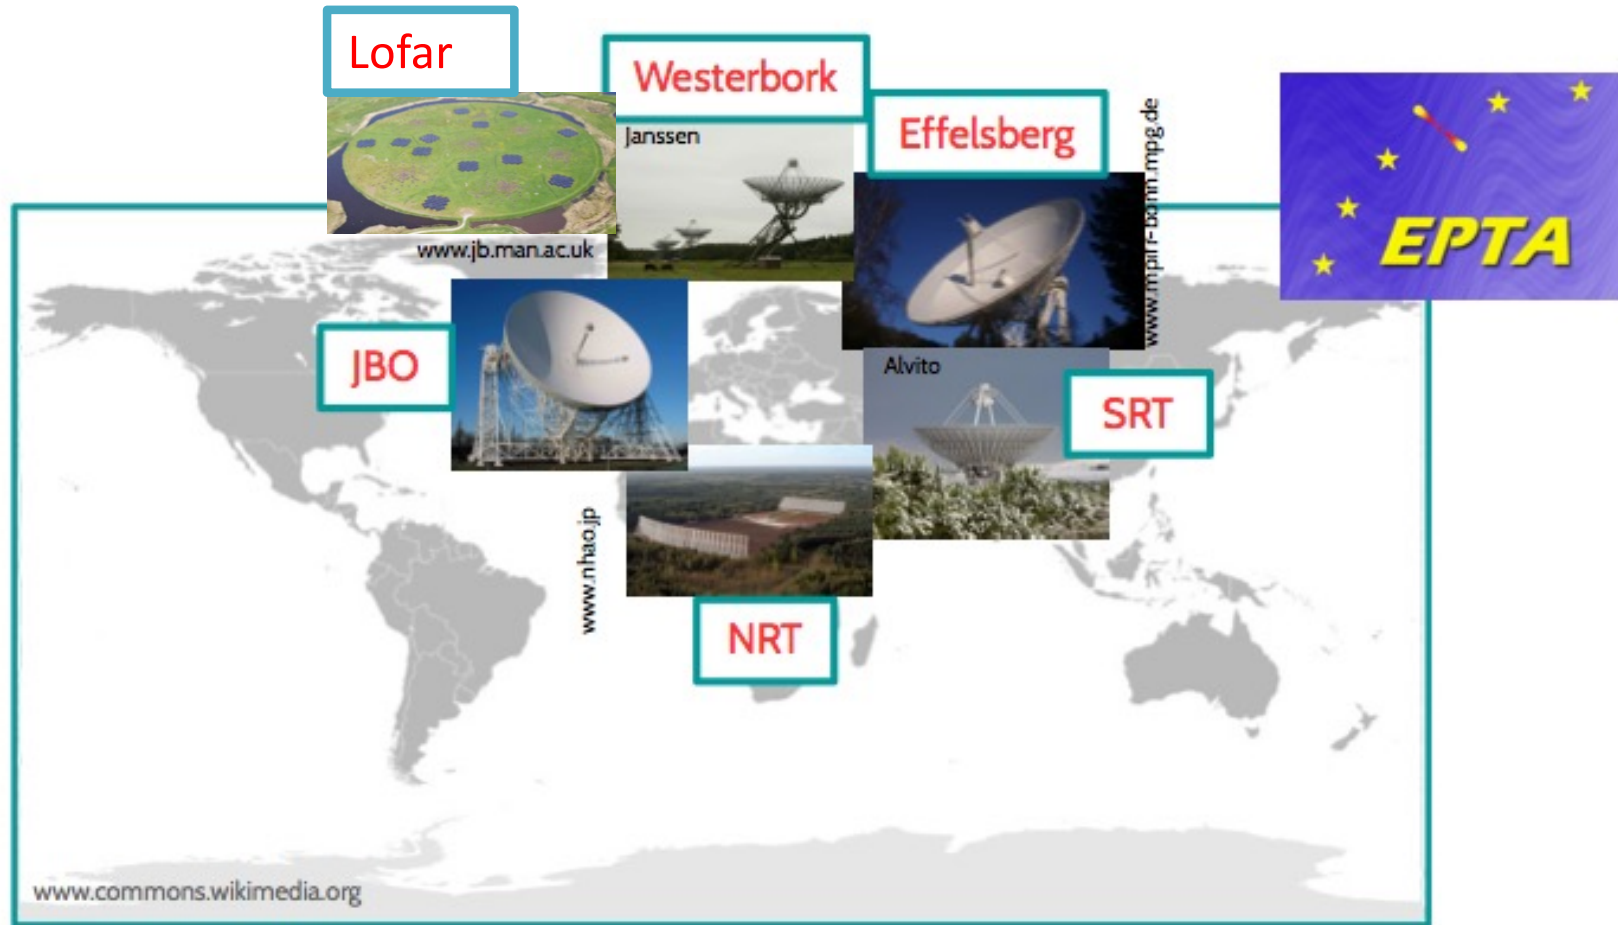 Lofar
Westerbork
Effelsberg
Janssen
www.mpifr-bonn.mpg.de
EPTA
www.jb.man.ac.uk
JBO
Alvito
SRT
www.nhao.jp
NRT
www.commons.wikimedia.org